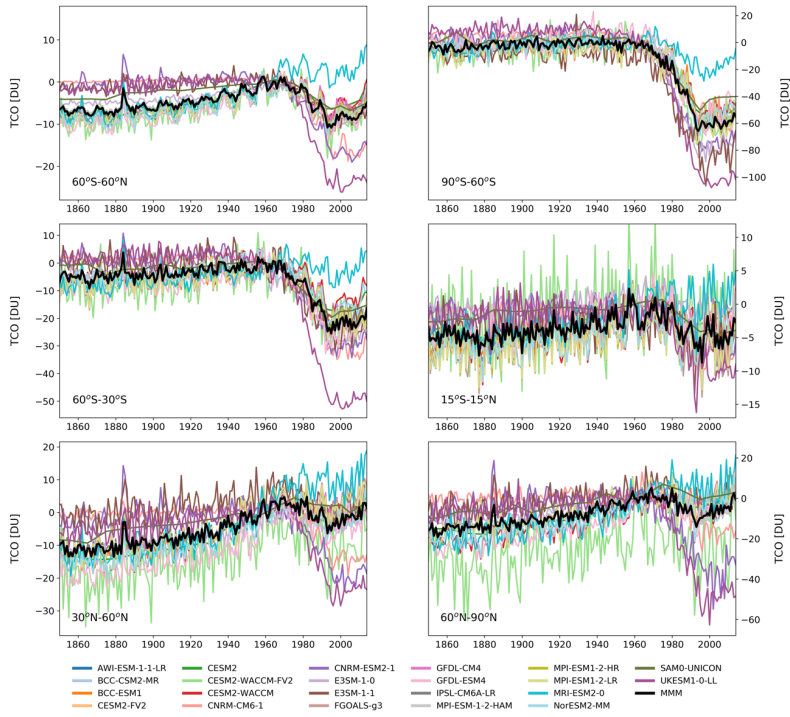 TCO [DU]
10
0
−10
−20
60°S-60°N
1860 1880 1900 1920 1940 1960 1980 2000
TCO [DU]
20
0
−20
−40
−60
−80
−100
90°S-60°S
1860 1880 1900 1920 1940 1960 1980 2000
TCO [DU]
10
0
−10
−20
−30
−40
−50
60°S-30°S
1860 1880 1900 1920 1940 1960 1980 2000
TCO [DU]
10
5
0
−5
−10
−15
15°S-15°N
1860 1880 1900 1920 1940 1960 1980 2000
TCO [DU]
20
10
0
−10
−20
−30
30°N-60°N
1860 1880 1900 1920 1940 1960 1980 2000
TCO [DU]
20
0
−20
−40
−60
60°N-90°N
1860 1880 1900 1920 1940 1960 1980 2000
AWI-ESM-1-1-LR
BCC-CSM2-MR
BCC-ESM1
CESM2-FV2
CESM2
CESM2-WACCM-FV2
CESM2-WACCM
CNRM-CM6-1
CNRM-ESM2-1
E3SM-1-0
E3SM-1-1
FGOALS-g3
GFDL-CM4
GFDL-ESM4
IPSL-CM6A-LR
MPI-ESM-1-2-HAM
MPI-ESM1-2-HR
MPI-ESM1-2-LR
MRI-ESM2-0
NorESM2-MM
SAM0-UNICON
UKESM1-0-LL
MMM